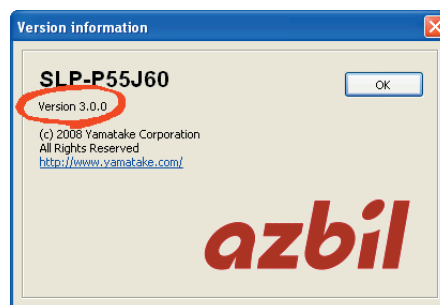 Version information
SLP-P55J60
OK
Version 3.0.0
(c) 2008 Yamatake Corporation
All Rights Reserved
http://www.yamatake.com/
azbil